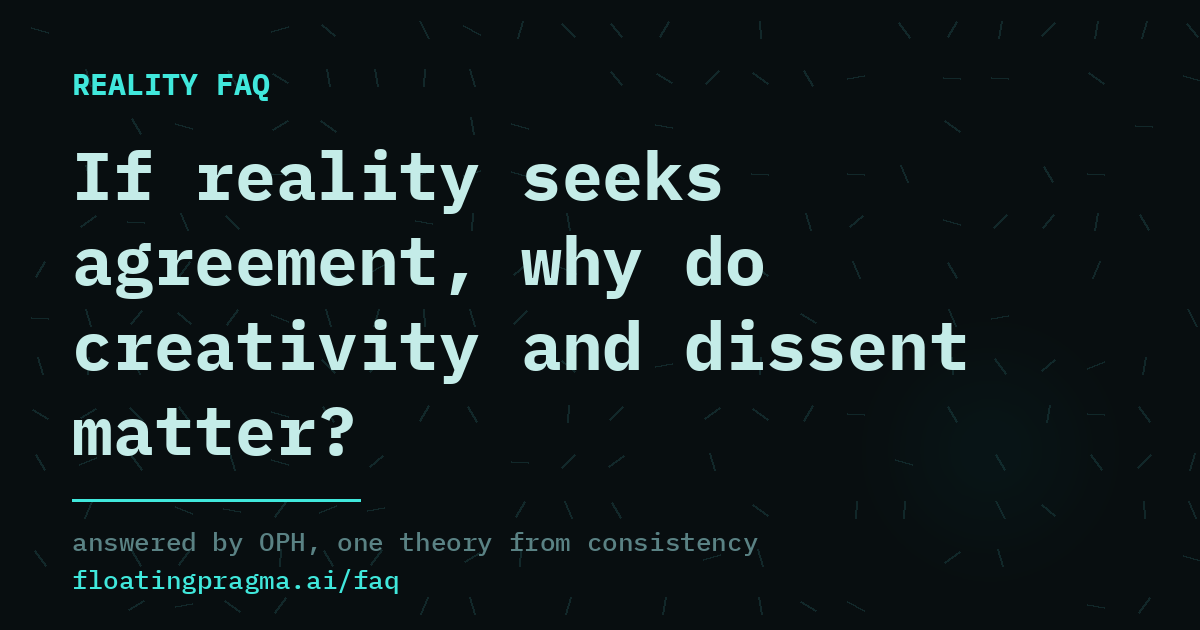 REALITY FAQ
If reality seeks
agreement, why do
creativity and dissent
matter?
answered by OPH, one theory from consistency
floatingpragma.ai/faq